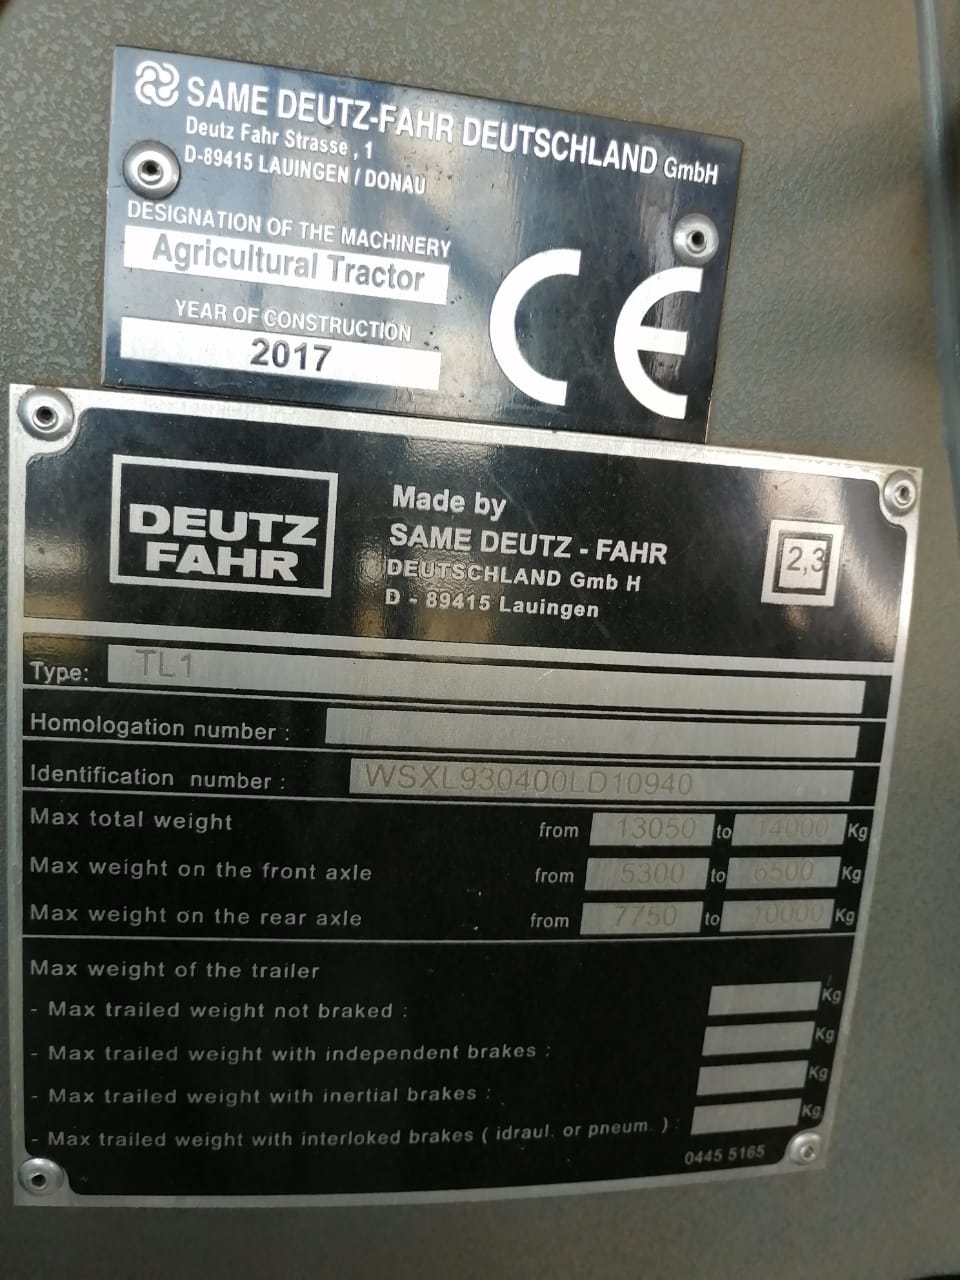 SAME DEUTZ-FAHR DEUTSCHLAND GmbH
Deutz Fahr Strasse , 1
D-89415 LAUINGEN / DONAU
DESIGNATION OF THE MACHINERY
Agricultural Tractor
YEAR OF CONSTRUCTION
2017
CE
DEUTZ
FAHR
Made by
SAME DEUTZ - FAHR
DEUTSCHLAND Gmb H
D - 89415 Lauingen
2,3
Type: TL1
Homologation number :
Identification number : WSXL930400LD10940
Max total weight from 13050 to 14000 Kg
Max weight on the front axle from 5300 to 6500 Kg
Max weight on the rear axle from 7750 to 10000 Kg
Max weight of the trailer
- Max trailed weight not braked : Kg
- Max trailed weight with independent brakes : Kg
- Max trailed weight with inertial brakes : Kg
- Max trailed weight with interloked brakes ( idraul. or pneum. ) : Kg
0445 5165